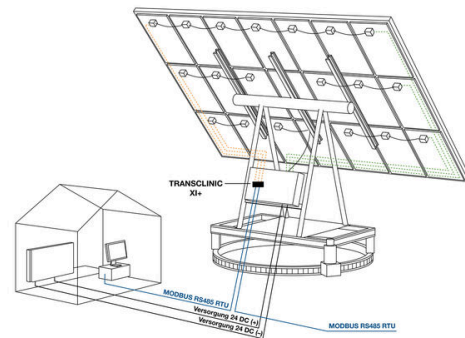 TRANSCLINIC
XI+
MODBUS RS485 RTU
Versorgung 24 DC (+)
Versorgung 24 DC (–)
MODBUS RS485 RTU